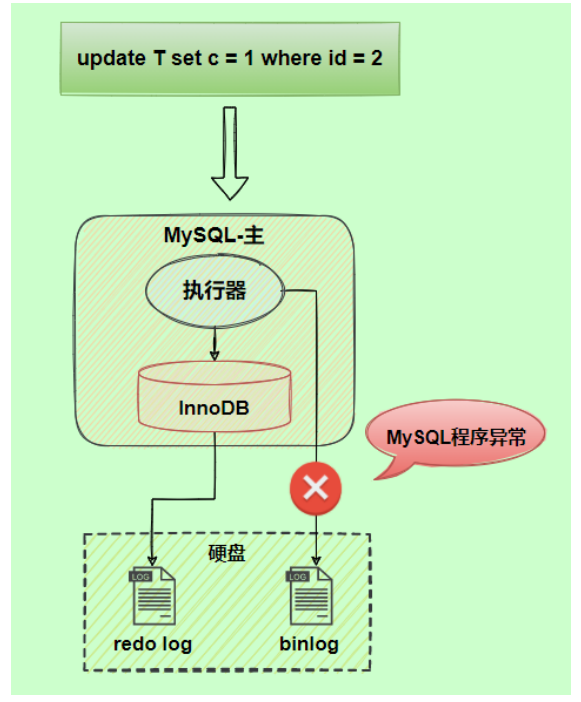 update T set c = 1 where id = 2
MySQL-主
执行器
InnoDB
MySQL程序异常
硬盘
LOG
LOG
redo log
binlog